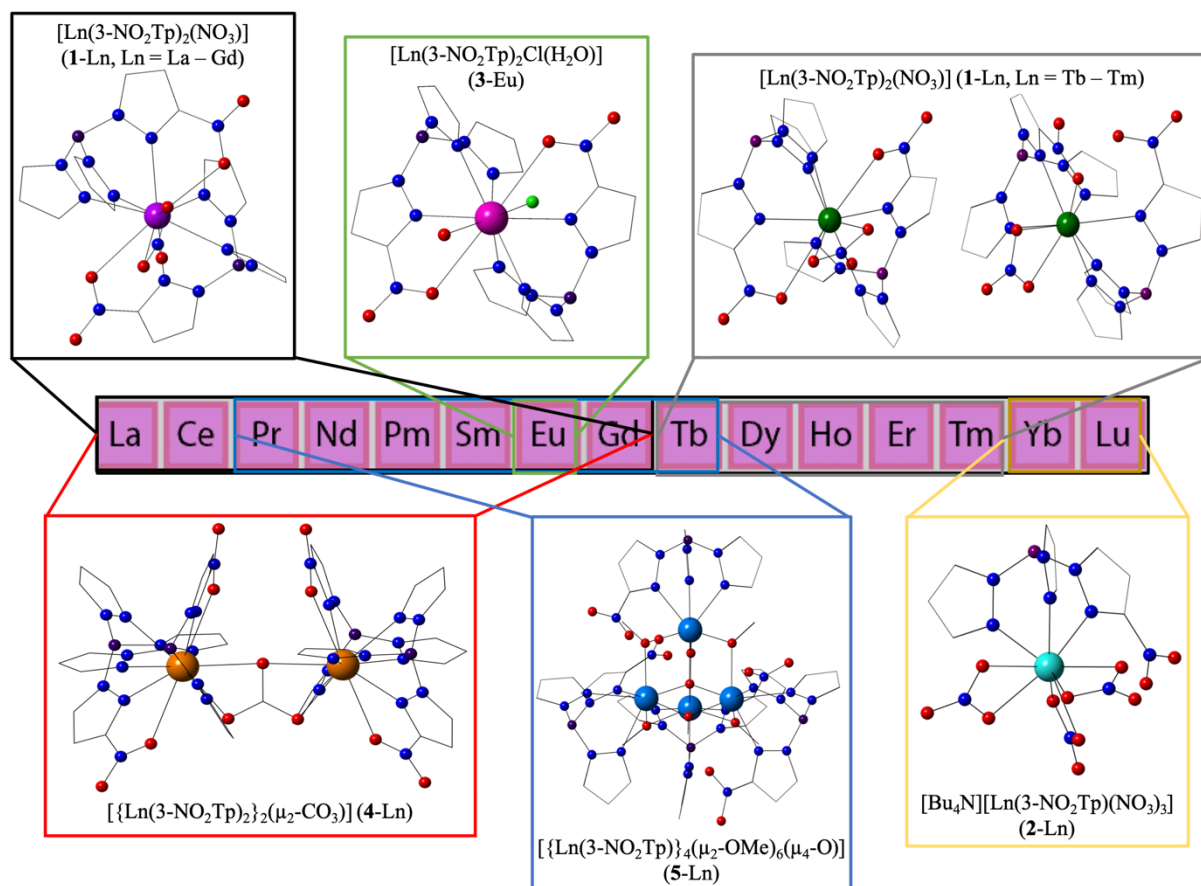 [Ln(3-NO₂Tp)₂(NO₃)]
(1-Ln, Ln = La – Gd)
[Ln(3-NO₂Tp)₂Cl(H₂O)]
(3-Eu)
[Ln(3-NO₂Tp)₂(NO₃)] (1-Ln, Ln = Tb – Tm)
La Ce Pr Nd Pm Sm Eu Gd Tb Dy Ho Er Tm Yb Lu
[{Ln(3-NO₂Tp)₂}₂(μ₂-CO₃)] (4-Ln)
[{Ln(3-NO₂Tp)}₄(μ₂-OMe)₆(μ₄-O)]
(5-Ln)
[Bu₄N][Ln(3-NO₂Tp)(NO₃)₃]
(2-Ln)